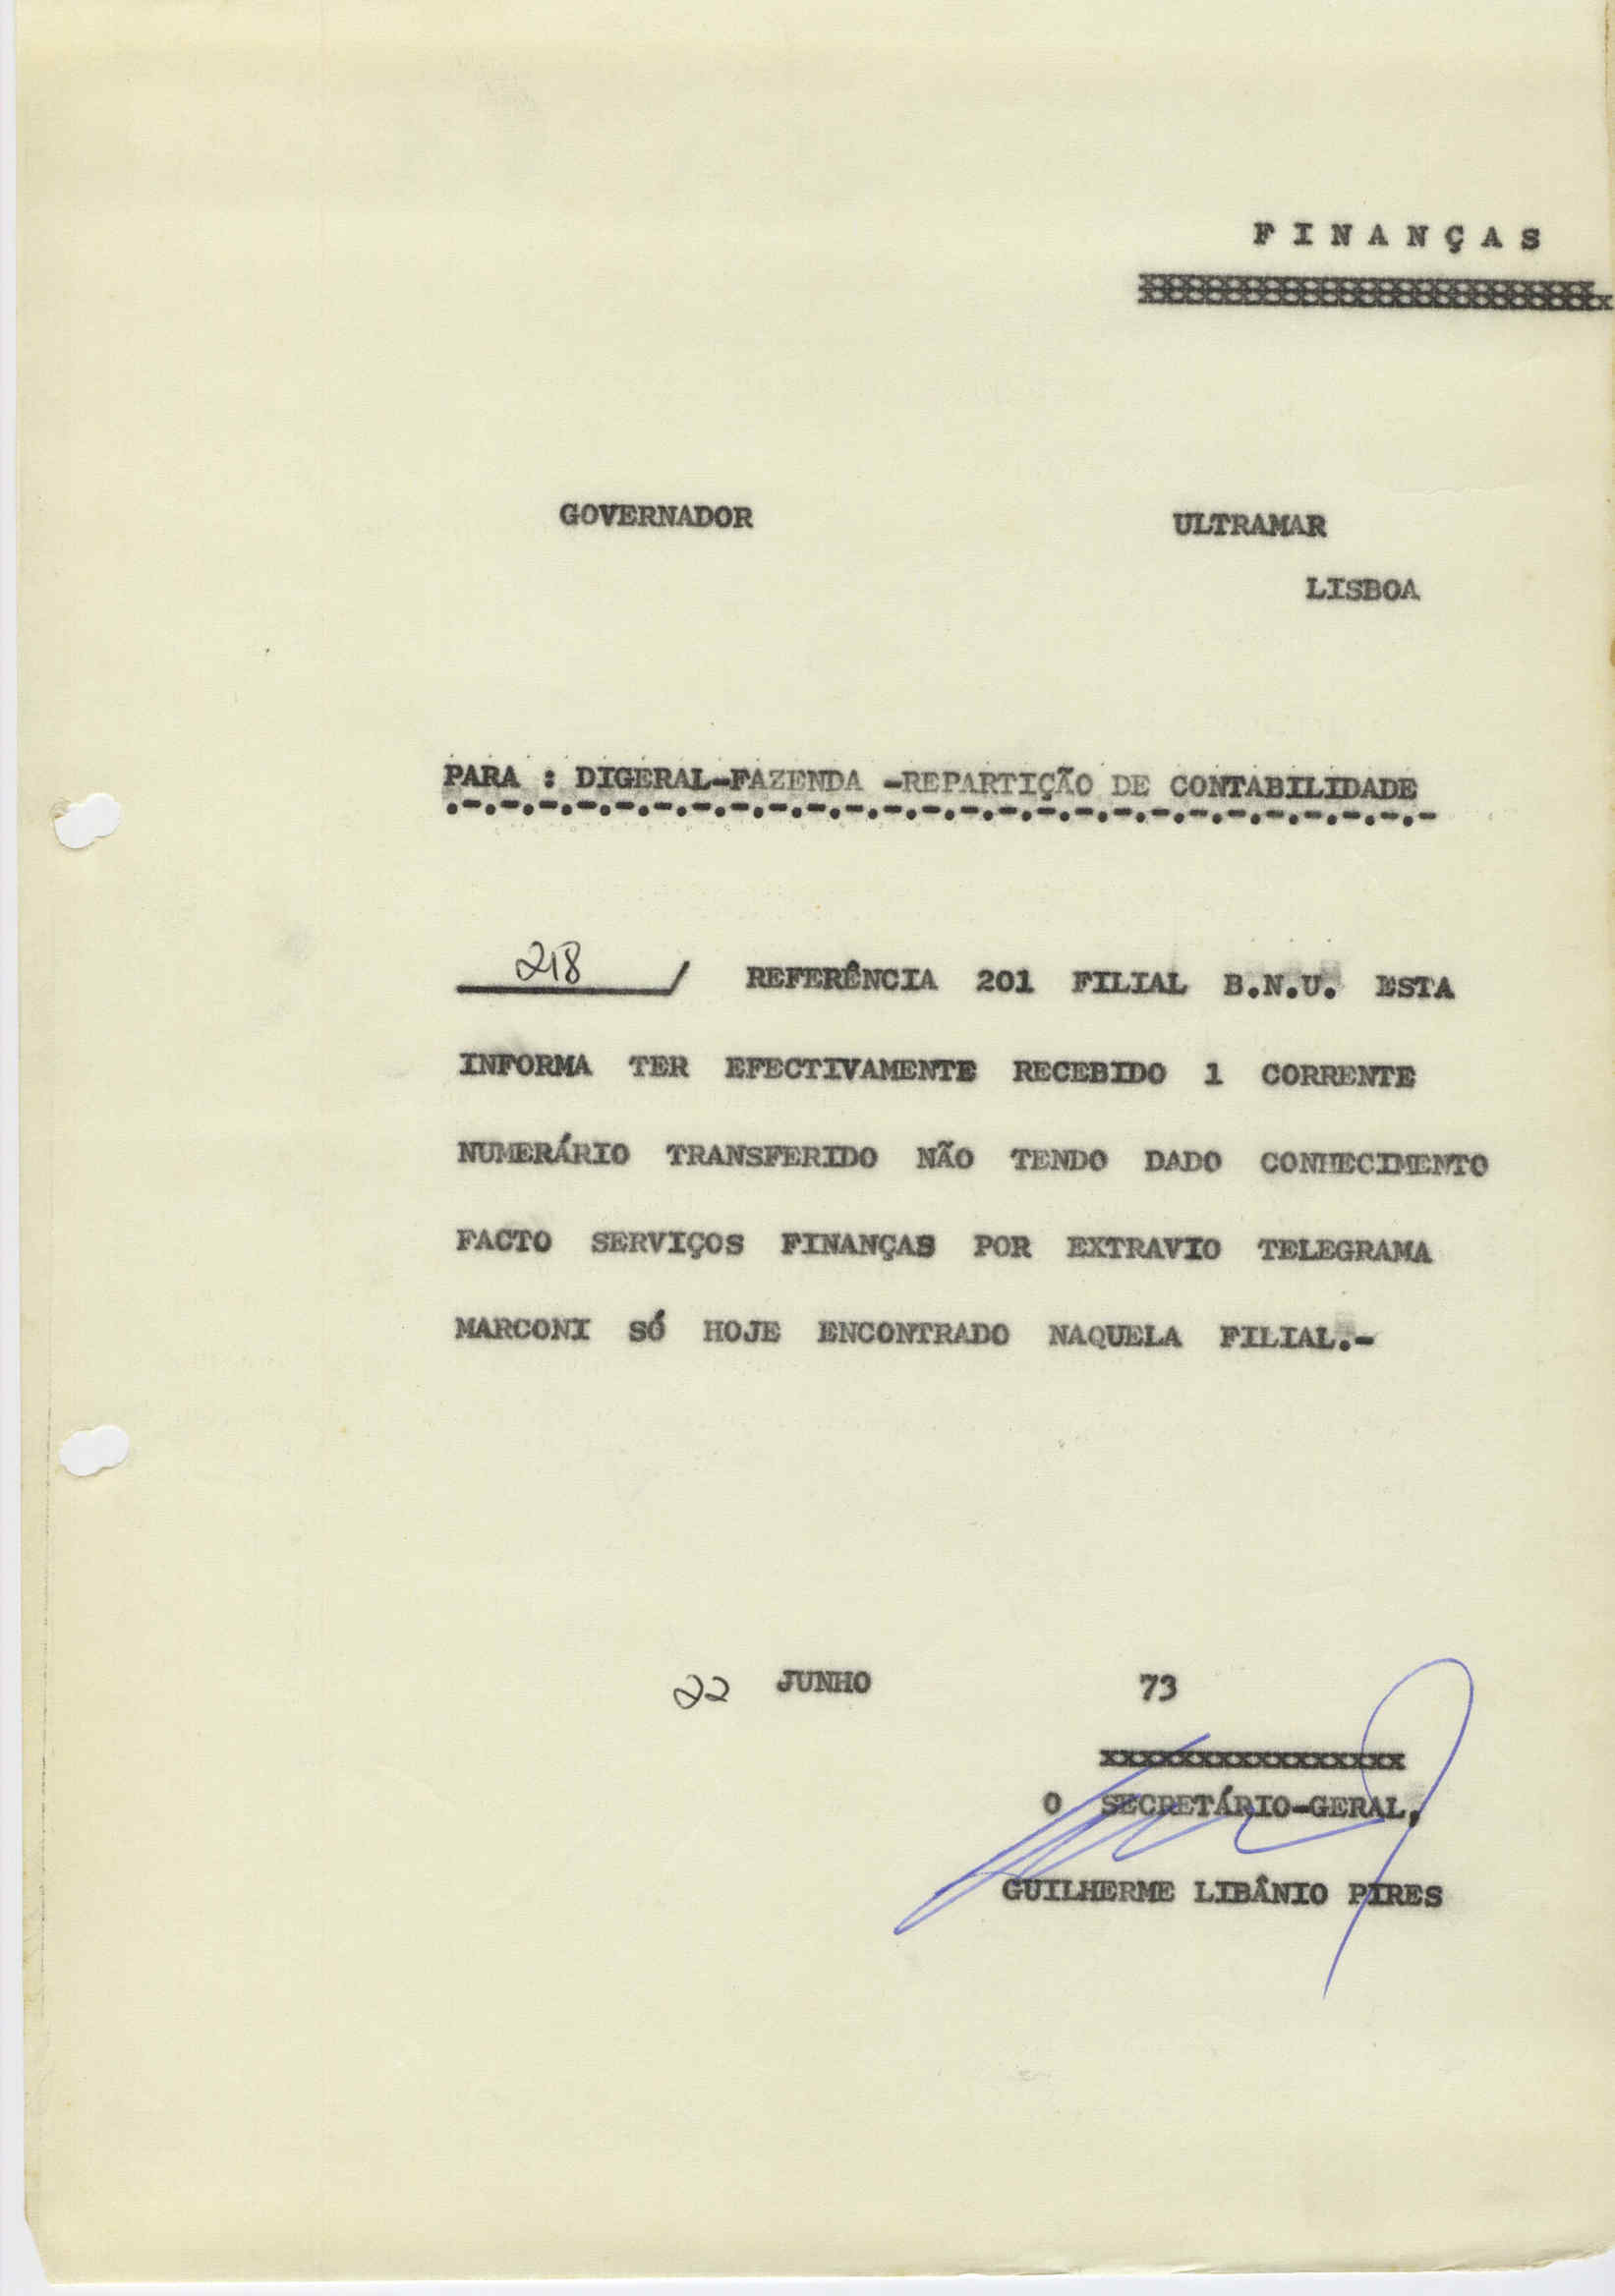 F I N A N Ç A S
xxxxxxxxxxxxxxxxxxxxxxxxx
GOVERNADOR ULTRAMAR
LISBOA
PARA : DIGERAL-FAZENDA -REPARTIÇÃO DE CONTABILIDADE
.-.-.-.-.-.-.-.-.-.-.-.-.-.-.-.-.-.-.-.-.-.-.-.-.-.-
218 / REFERÊNCIA 201 FILIAL B.N.U. ESTA
INFORMA TER EFECTIVAMENTE RECEBIDO 1 CORRENTE
NUMERÁRIO TRANSFERIDO NÃO TENDO DADO CONHECIMENTO
FACTO SERVIÇOS FINANÇAS POR EXTRAVIO TELEGRAMA
MARCONI SÓ HOJE ENCONTRADO NAQUELA FILIAL.-
22 JUNHO 73
xxxxxxxxxxxxxxxxx
O SECRETÁRIO-GERAL,
GUILHERME LIBÂNIO PIRES